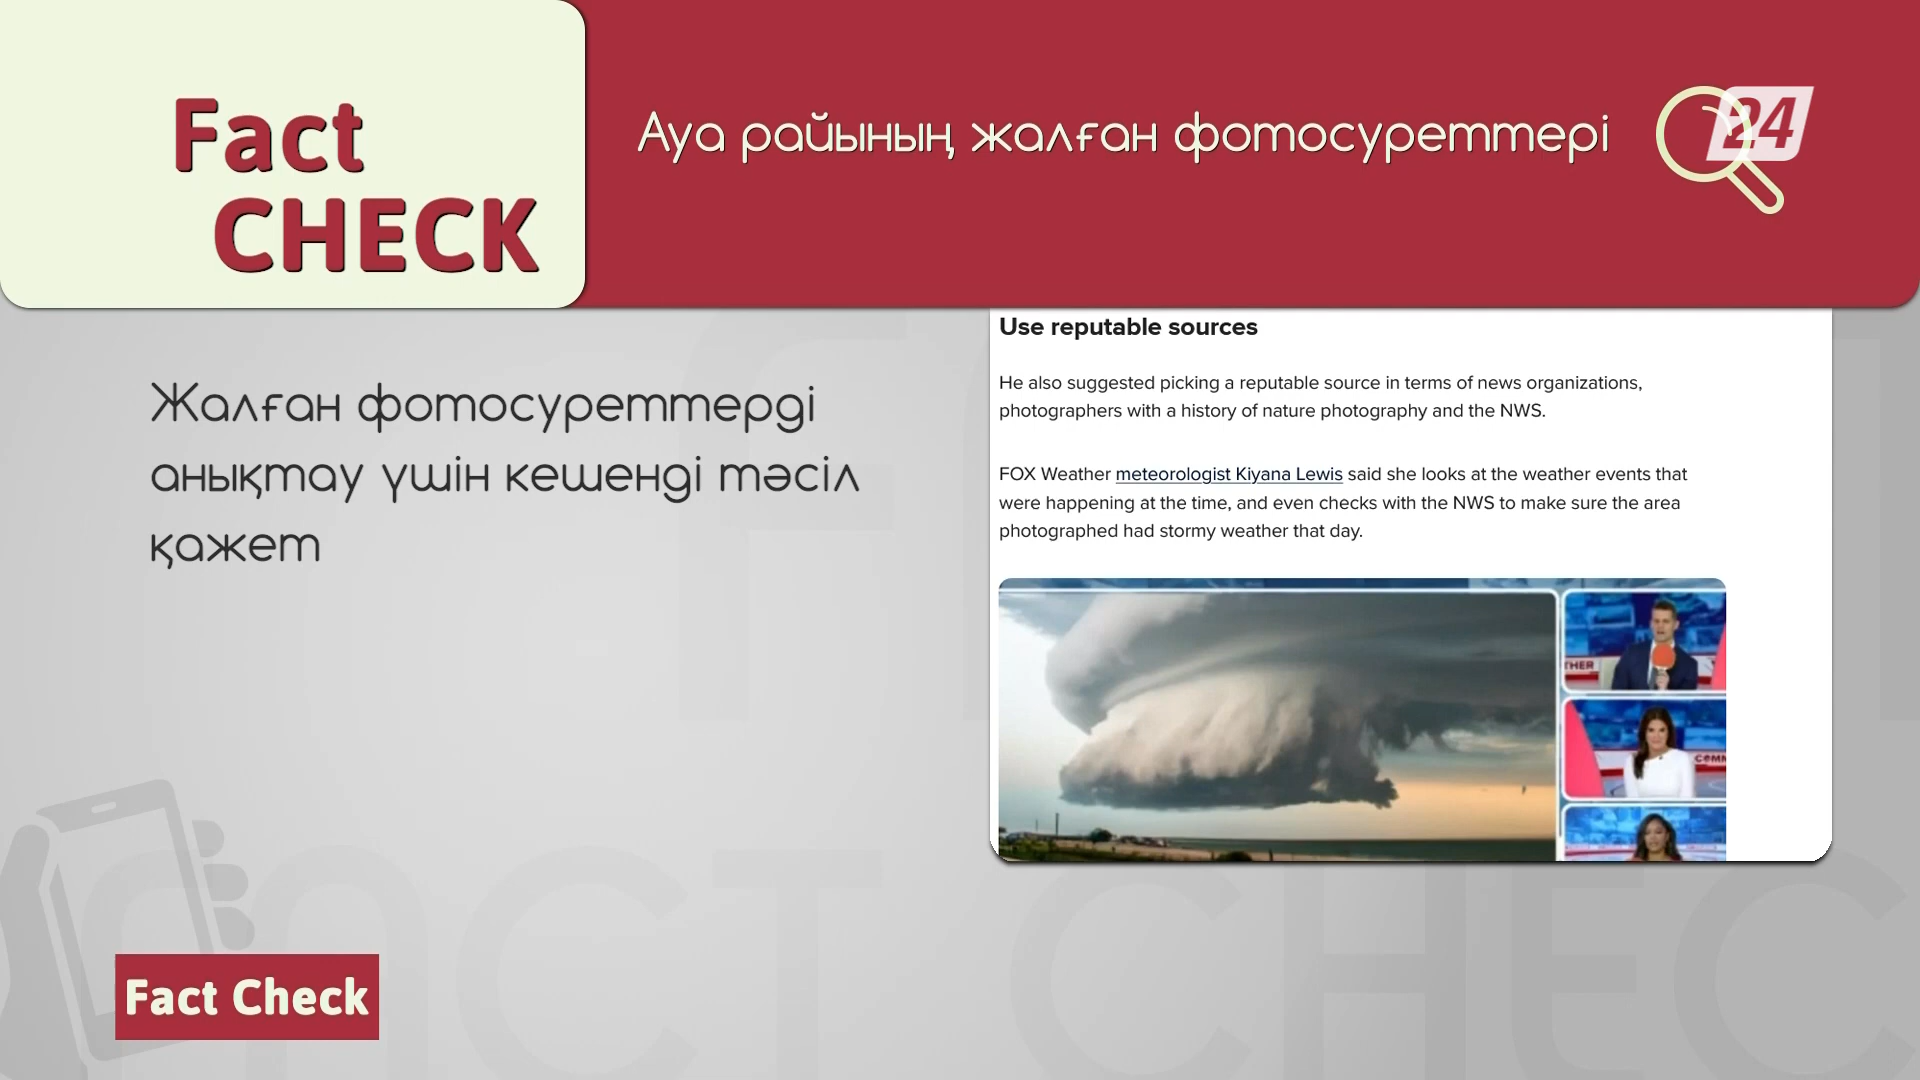 Fact
CHECK
Ауа райының жалған фотосуреттері
24
Жалған фотосуреттерді
анықтау үшін кешенді тәсіл
қажет
Use reputable sources
He also suggested picking a reputable source in terms of news organizations,
photographers with a history of nature photography and the NWS.
FOX Weather meteorologist Kiyana Lewis said she looks at the weather events that
were happening at the time, and even checks with the NWS to make sure the area
photographed had stormy weather that day.
THER
Fact Check